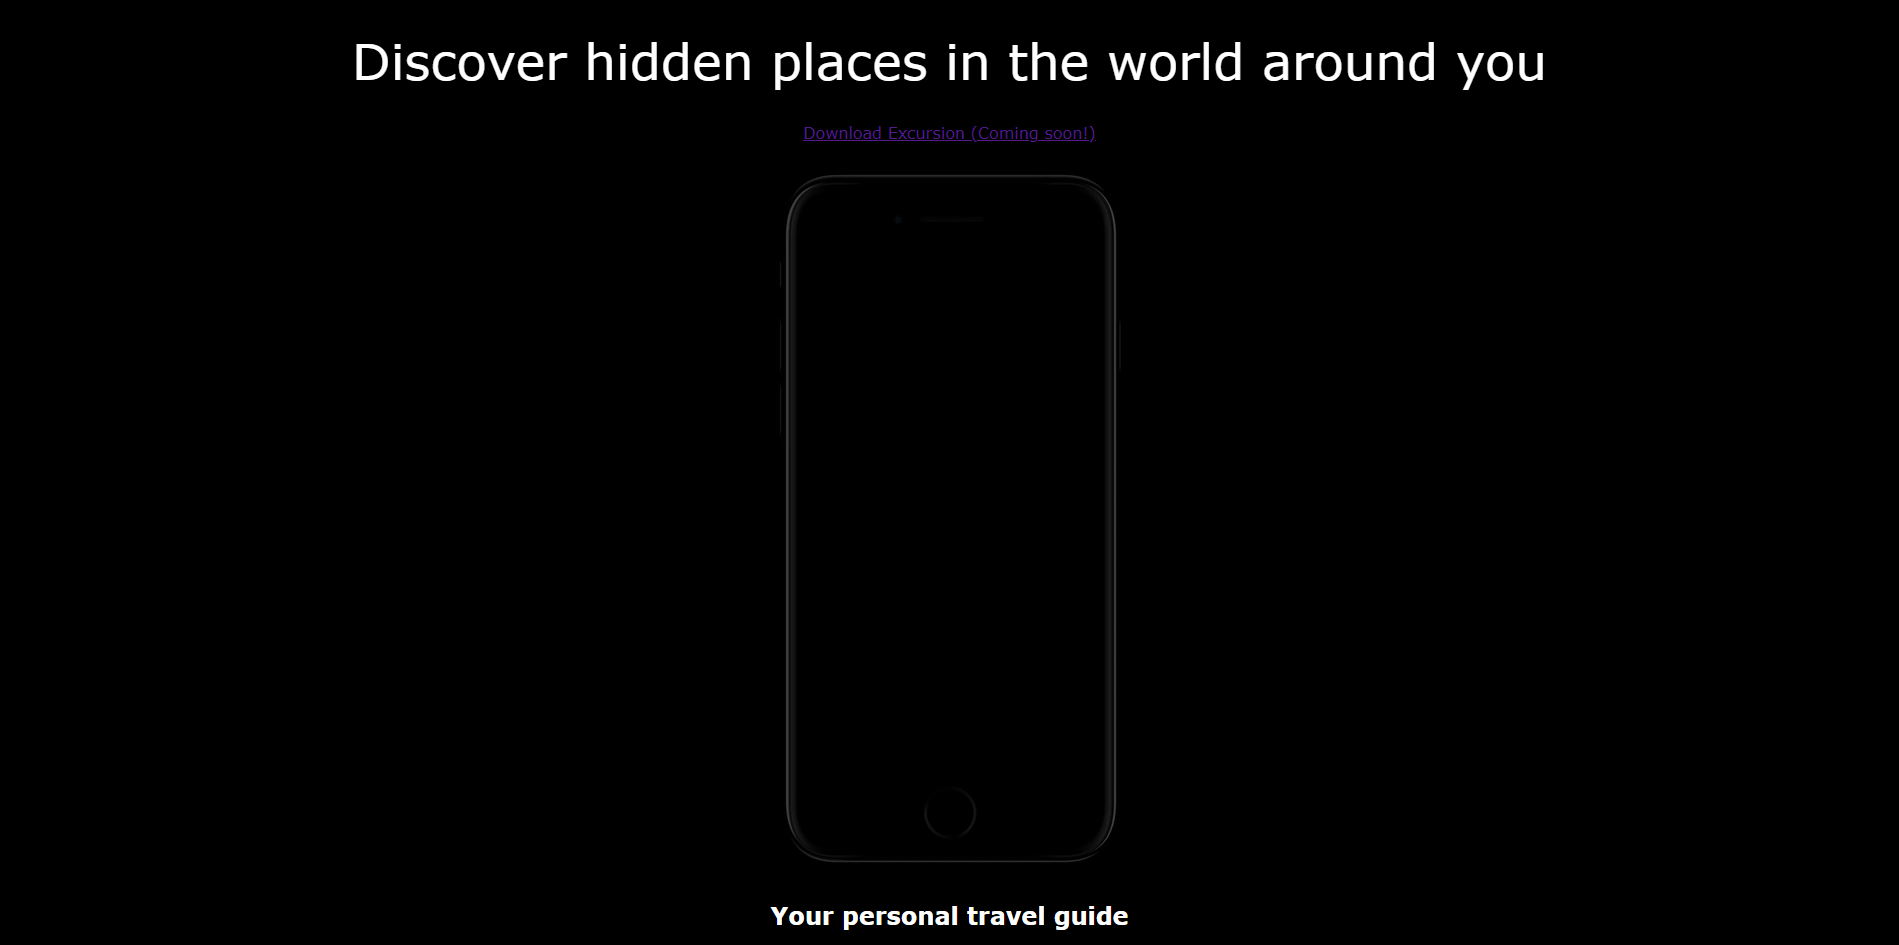 Discover hidden places in the world around you
Download Excursion (Coming soon!)
Your personal travel guide